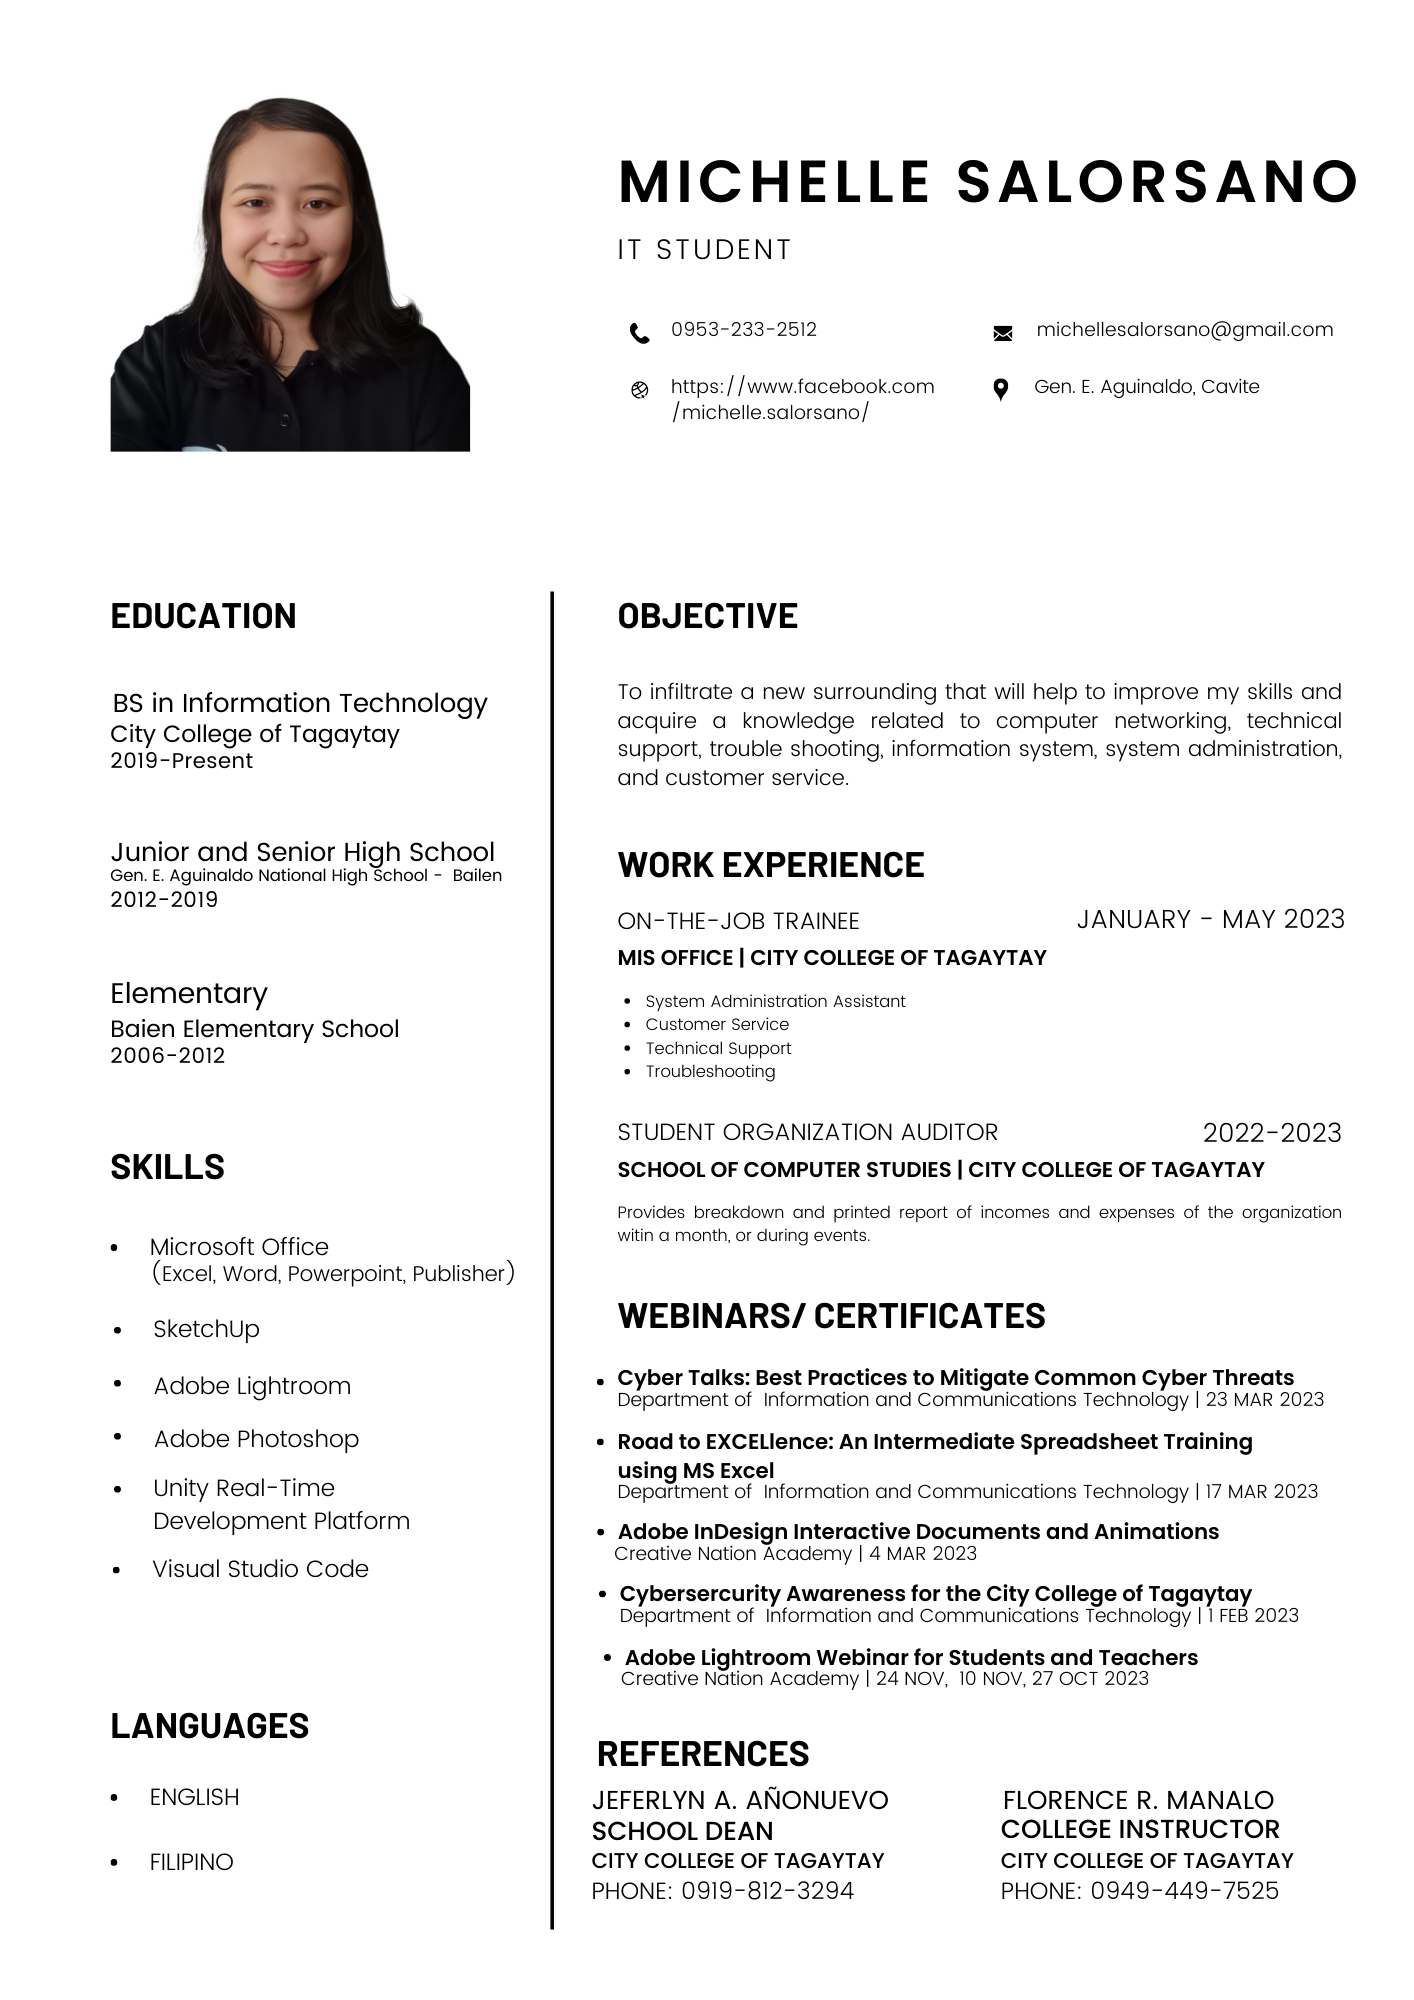 MICHELLE SALORSANO
IT STUDENT
0953-233-2512
michellesalorsano@gmail.com
https://www.facebook.com
/michelle.salorsano/
Gen. E. Aguinaldo, Cavite
EDUCATION
BS in Information Technology
City College of Tagaytay
2019-Present
Junior and Senior High School
Gen. E. Aguinaldo National High School - Bailen
2012-2019
Elementary
Baien Elementary School
2006-2012
SKILLS
• Microsoft Office
(Excel, Word, Powerpoint, Publisher)
• SketchUp
• Adobe Lightroom
• Adobe Photoshop
• Unity Real-Time
Development Platform
• Visual Studio Code
LANGUAGES
• ENGLISH
• FILIPINO
OBJECTIVE
To infiltrate a new surrounding that will help to improve my skills and
acquire a knowledge related to computer networking, technical
support, trouble shooting, information system, system administration,
and customer service.
WORK EXPERIENCE
ON-THE-JOB TRAINEE JANUARY - MAY 2023
MIS OFFICE | CITY COLLEGE OF TAGAYTAY
• System Administration Assistant
• Customer Service
• Technical Support
• Troubleshooting
STUDENT ORGANIZATION AUDITOR 2022-2023
SCHOOL OF COMPUTER STUDIES | CITY COLLEGE OF TAGAYTAY
Provides breakdown and printed report of incomes and expenses of the organization
witin a month, or during events.
WEBINARS/ CERTIFICATES
• Cyber Talks: Best Practices to Mitigate Common Cyber Threats
Department of Information and Communications Technology | 23 MAR 2023
• Road to EXCELlence: An Intermediate Spreadsheet Training
using MS Excel
Department of Information and Communications Technology | 17 MAR 2023
• Adobe InDesign Interactive Documents and Animations
Creative Nation Academy | 4 MAR 2023
• Cybersercurity Awareness for the City College of Tagaytay
Department of Information and Communications Technology | 1 FEB 2023
• Adobe Lightroom Webinar for Students and Teachers
Creative Nation Academy | 24 NOV, 10 NOV, 27 OCT 2023
REFERENCES
JEFERLYN A. AÑONUEVO
SCHOOL DEAN
CITY COLLEGE OF TAGAYTAY
PHONE: 0919-812-3294
FLORENCE R. MANALO
COLLEGE INSTRUCTOR
CITY COLLEGE OF TAGAYTAY
PHONE: 0949-449-7525